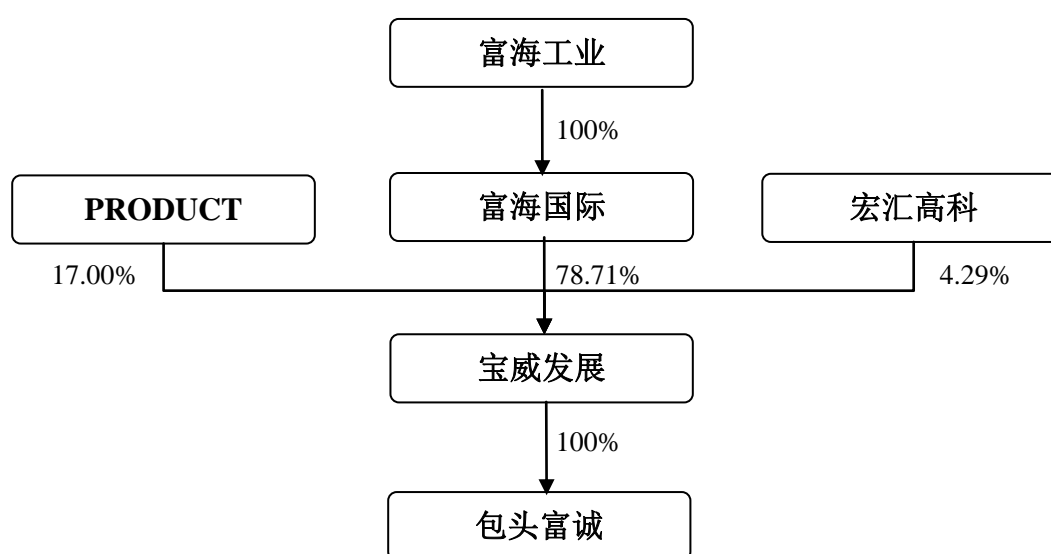 富海工业
100%
PRODUCT
富海国际
宏汇高科
17.00%
78.71%
4.29%
宝威发展
100%
包头富诚